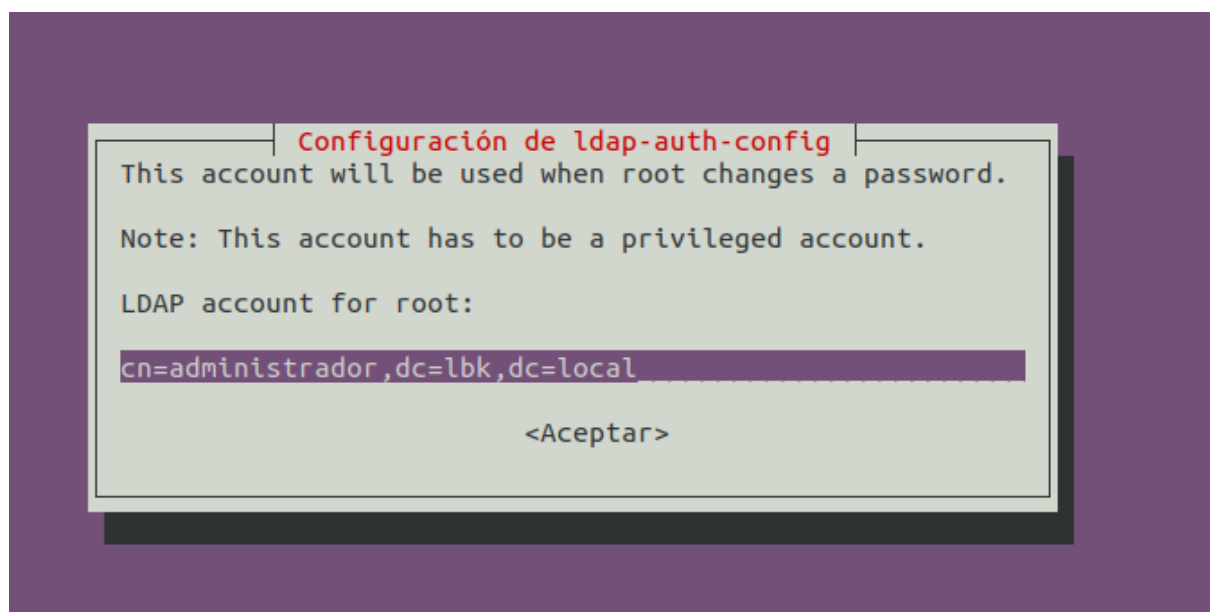 Configuración de ldap-auth-config
This account will be used when root changes a password.
Note: This account has to be a privileged account.
LDAP account for root:
cn=administrador,dc=lbk,dc=local
<Aceptar>